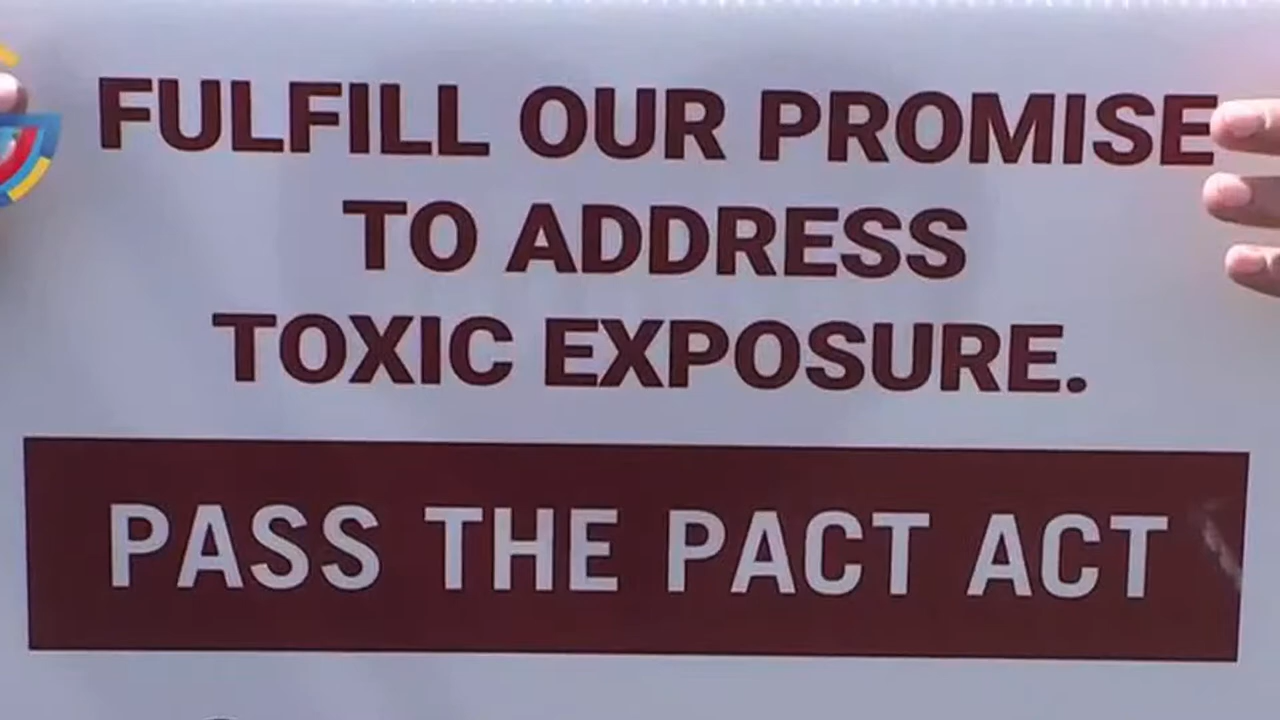 FULFILL OUR PROMISE
TO ADDRESS
TOXIC EXPOSURE.
PASS THE PACT ACT